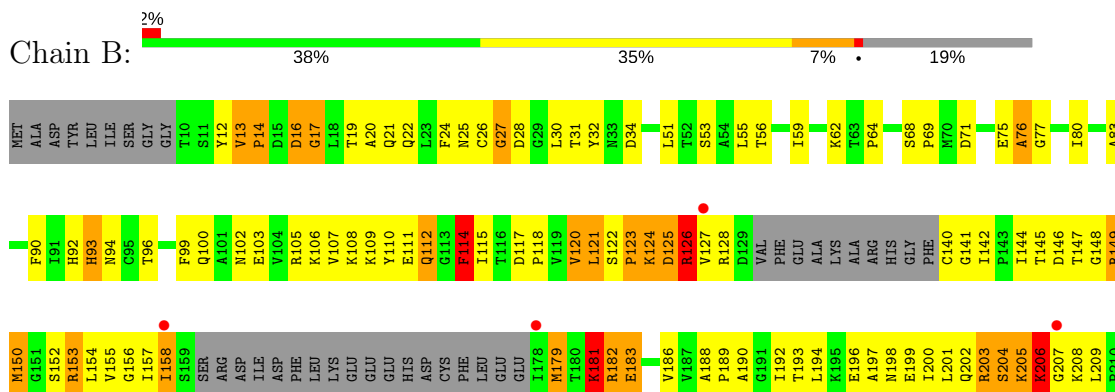 2%
Chain B:
38% 35% 7% • 19%
MET ALA ASP TYR LEU ILE SER GLY GLY T10 S11 Y12 V13 P14 D15 D16 G17 L18 T19 A20 Q21 Q22 L23 F24 N25 C26 G27 D28 G29 L30 T31 Y32 N33 D34 L51 T52 S53 A54 L55 T56 I59 K62 T63 P64 S68 P69 M70 D71 E75 A76 G77 I80 A83
F90 I91 H92 H93 N94 C95 T96 F99 Q100 A101 N102 E103 V104 R105 K106 V107 K108 K109 Y110 E111 Q112 G113 F114 I115 T116 D117 P118 V119 V120 L121 S122 P123 K124 D125 R126 V127 R128 D129 VAL PHE GLU ALA LYS ALA ARG HIS GLY PHE C140 G141 I142 P143 I144 T145 D146 T147 G148 R149
M150 G151 S152 R153 L154 V155 G156 I157 I158 S159 SER ARG ASP ILE ASP PHE LEU LYS GLU GLU GLU HIS ASP CYS PHE LEU GLU GLU I178 M179 T180 K181 R182 E183 V186 V187 A188 P189 A190 G191 I192 T193 L194 K195 E196 A197 N198 E199 I200 L201 Q202 R203 S204 K205 K206 G207 K208 L209 P210